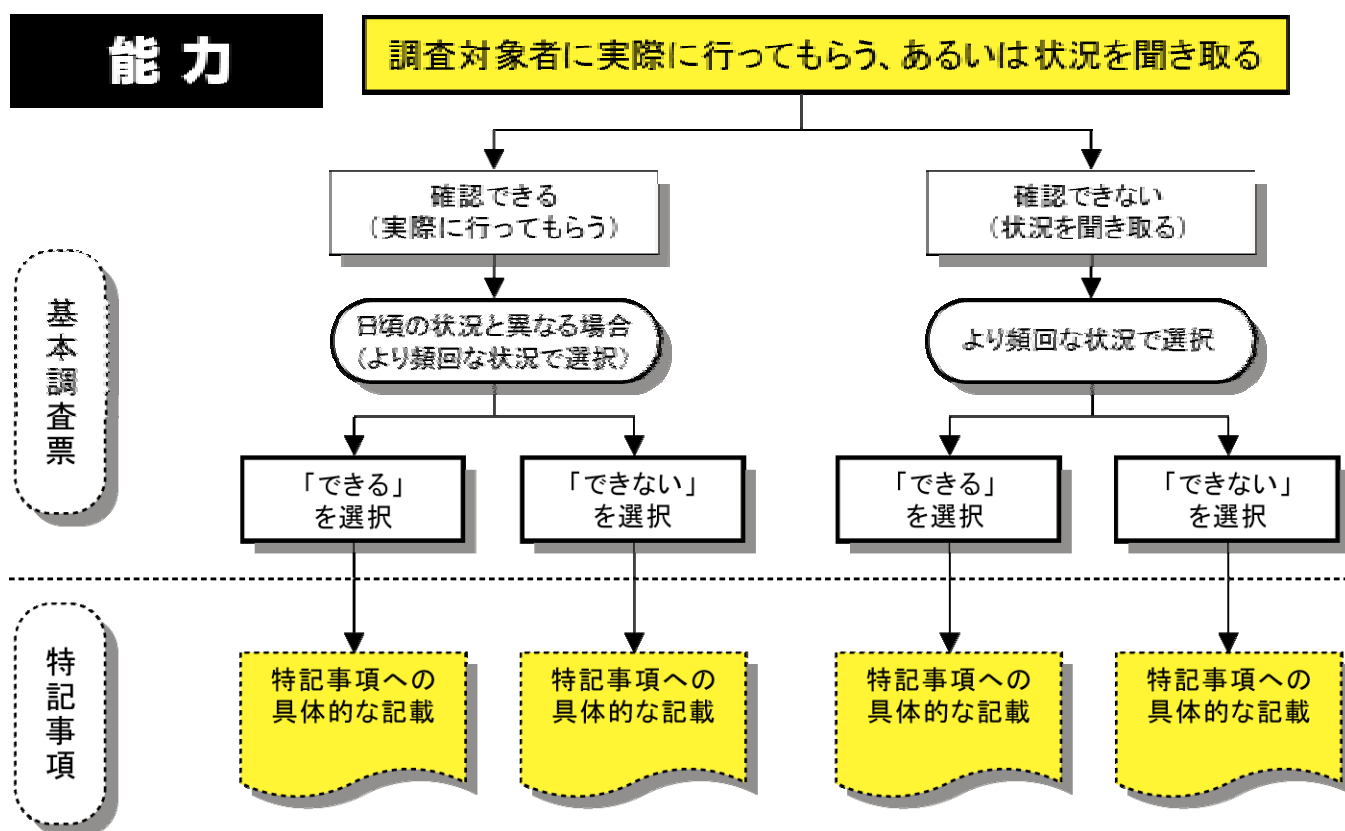 能力
調査対象者に実際に行ってもらう、あるいは状況を聞き取る
確認できる
(実際に行ってもらう)
確認できない
(状況を聞き取る)
基本調査票
日頃の状況と異なる場合
(より頻回な状況で選択)
より頻回な状況で選択
「できる」
を選択
「できない」
を選択
「できる」
を選択
「できない」
を選択
特記事項
特記事項への
具体的な記載
特記事項への
具体的な記載
特記事項への
具体的な記載
特記事項への
具体的な記載